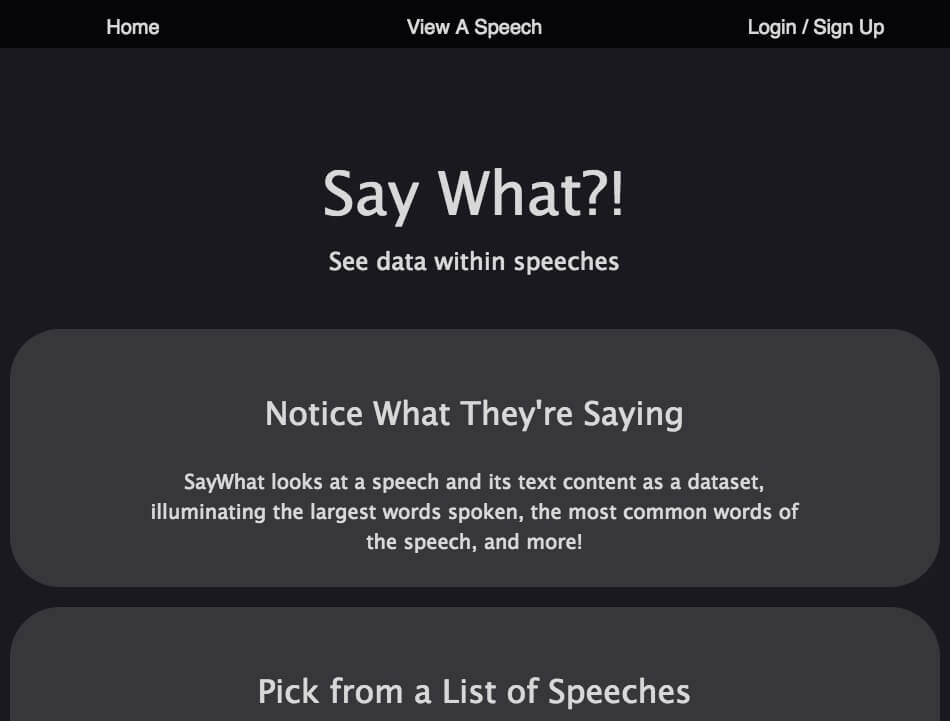 Home View A Speech Login / Sign Up
Say What?!
See data within speeches
Notice What They're Saying
SayWhat looks at a speech and its text content as a dataset,
illuminating the largest words spoken, the most common words of
the speech, and more!
Pick from a List of Speeches